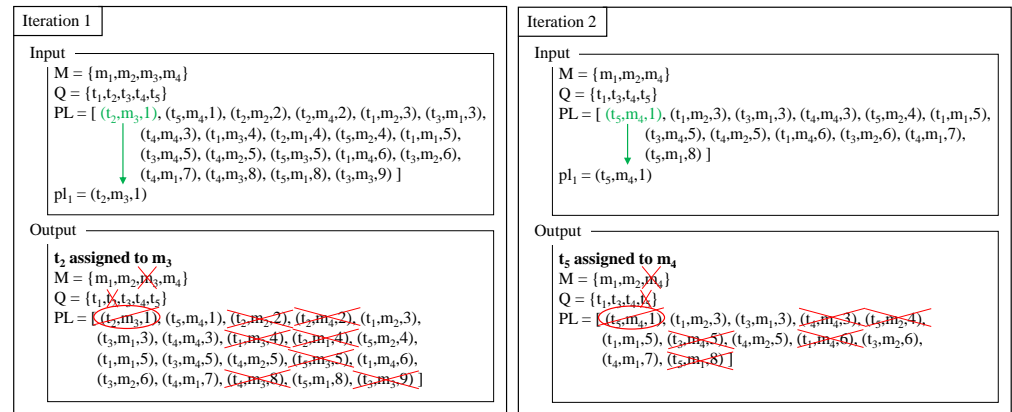 Iteration 1
Input
M = {m₁,m₂,m₃,m₄}
Q = {t₁,t₂,t₃,t₄,t₅}
PL = [ (t₂,m₃,1), (t₅,m₄,1), (t₂,m₂,2), (t₂,m₄,2), (t₁,m₂,3), (t₃,m₁,3),
(t₄,m₄,3), (t₁,m₃,4), (t₂,m₁,4), (t₅,m₂,4), (t₁,m₁,5),
(t₃,m₄,5), (t₄,m₂,5), (t₅,m₃,5), (t₁,m₄,6), (t₃,m₂,6),
(t₄,m₁,7), (t₄,m₃,8), (t₅,m₁,8), (t₃,m₃,9) ]
pl₁ = (t₂,m₃,1)
Output
t₂ assigned to m₃
M = {m₁,m₂,m₃,m₄}
Q = {t₁,t₂,t₃,t₄,t₅}
PL = [ (t₂,m₃,1), (t₅,m₄,1), (t₂,m₂,2), (t₂,m₄,2), (t₁,m₂,3),
(t₃,m₁,3), (t₄,m₄,3), (t₁,m₃,4), (t₂,m₁,4), (t₅,m₂,4),
(t₁,m₁,5), (t₃,m₄,5), (t₄,m₂,5), (t₅,m₃,5), (t₁,m₄,6),
(t₃,m₂,6), (t₄,m₁,7), (t₄,m₃,8), (t₅,m₁,8), (t₃,m₃,9) ]
Iteration 2
Input
M = {m₁,m₂,m₄}
Q = {t₁,t₃,t₄,t₅}
PL = [ (t₅,m₄,1), (t₁,m₂,3), (t₃,m₁,3), (t₄,m₄,3), (t₅,m₂,4), (t₁,m₁,5),
(t₃,m₄,5), (t₄,m₂,5), (t₁,m₄,6), (t₃,m₂,6), (t₄,m₁,7),
(t₅,m₁,8) ]
pl₁ = (t₅,m₄,1)
Output
t₅ assigned to m₄
M = {m₁,m₂,m₄}
Q = {t₁,t₃,t₄,t₅}
PL = [ (t₅,m₄,1), (t₁,m₂,3), (t₃,m₁,3), (t₄,m₄,3), (t₅,m₂,4),
(t₁,m₁,5), (t₃,m₄,5), (t₄,m₂,5), (t₁,m₄,6), (t₃,m₂,6),
(t₄,m₁,7), (t₅,m₁,8) ]